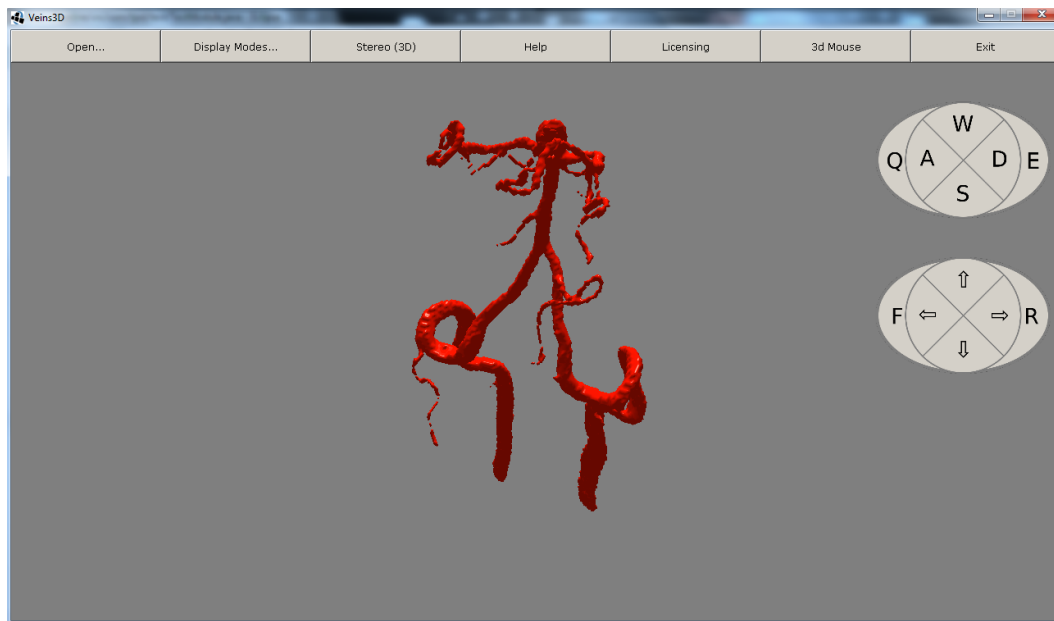 Veins3D
Open... Display Modes... Stereo (3D) Help Licensing 3d Mouse Exit
W
Q A D E
S
⇧
F ⇦ ⇨ R
⇩